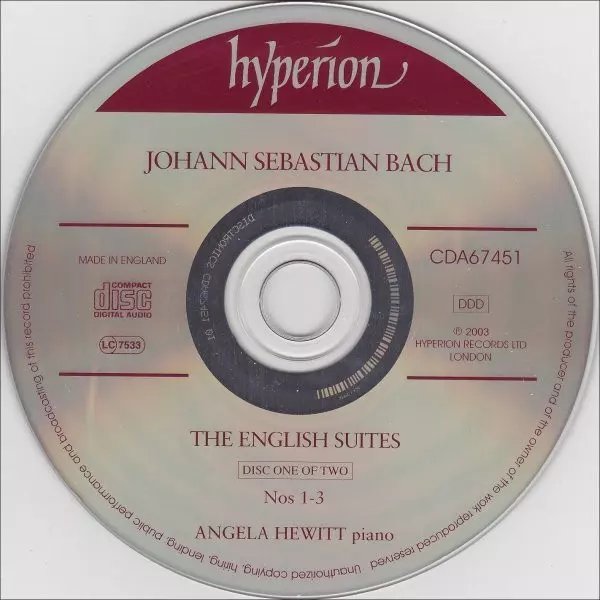 hyperion
JOHANN SEBASTIAN BACH
MADE IN ENGLAND
COMPACT
disc
DIGITAL AUDIO
LC 7533
CDA67451
DDD
℗ 2003
HYPERION RECORDS LTD
LONDON
DISCTRONICS CDA67451 01
THE ENGLISH SUITES
DISC ONE OF TWO
Nos 1-3
ANGELA HEWITT piano
All rights of the producer and of the owner of the work reproduced reserved. Unauthorized copying, hiring, lending, public performance and broadcasting of this record prohibited